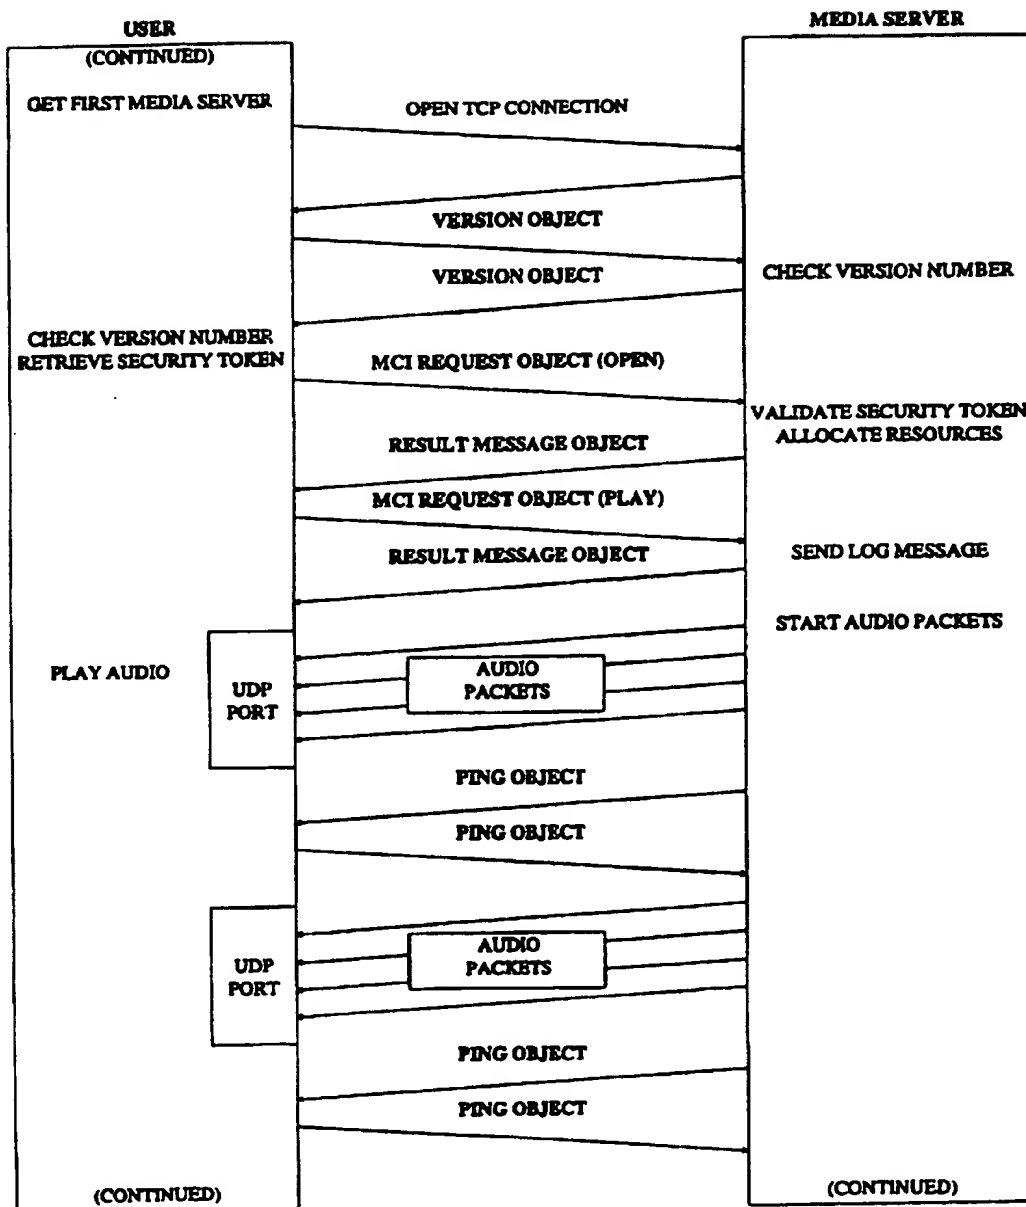 USER
MEDIA SERVER
(CONTINUED)
GET FIRST MEDIA SERVER
OPEN TCP CONNECTION
VERSION OBJECT
VERSION OBJECT
CHECK VERSION NUMBER
CHECK VERSION NUMBER
RETRIEVE SECURITY TOKEN
MCI REQUEST OBJECT (OPEN)
VALIDATE SECURITY TOKEN
ALLOCATE RESOURCES
RESULT MESSAGE OBJECT
MCI REQUEST OBJECT (PLAY)
RESULT MESSAGE OBJECT
SEND LOG MESSAGE
START AUDIO PACKETS
PLAY AUDIO
UDP
PORT
AUDIO
PACKETS
PING OBJECT
PING OBJECT
UDP
PORT
AUDIO
PACKETS
PING OBJECT
PING OBJECT
(CONTINUED)
(CONTINUED)